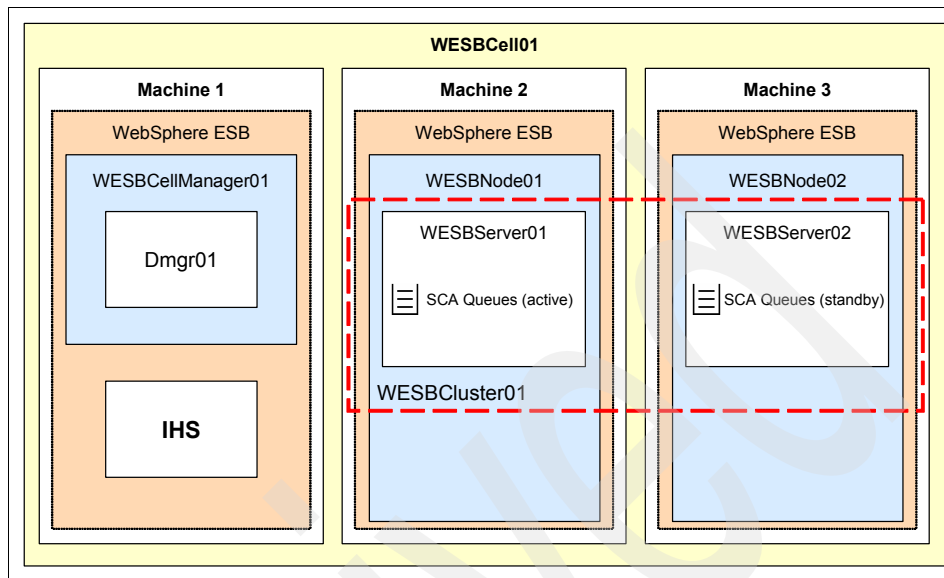 WESBCell01
Machine 1
WebSphere ESB
WESBCellManager01
Dmgr01
IHS
Machine 2
WebSphere ESB
WESBNode01
WESBServer01
SCA Queues (active)
WESBCluster01
Machine 3
WebSphere ESB
WESBNode02
WESBServer02
SCA Queues (standby)